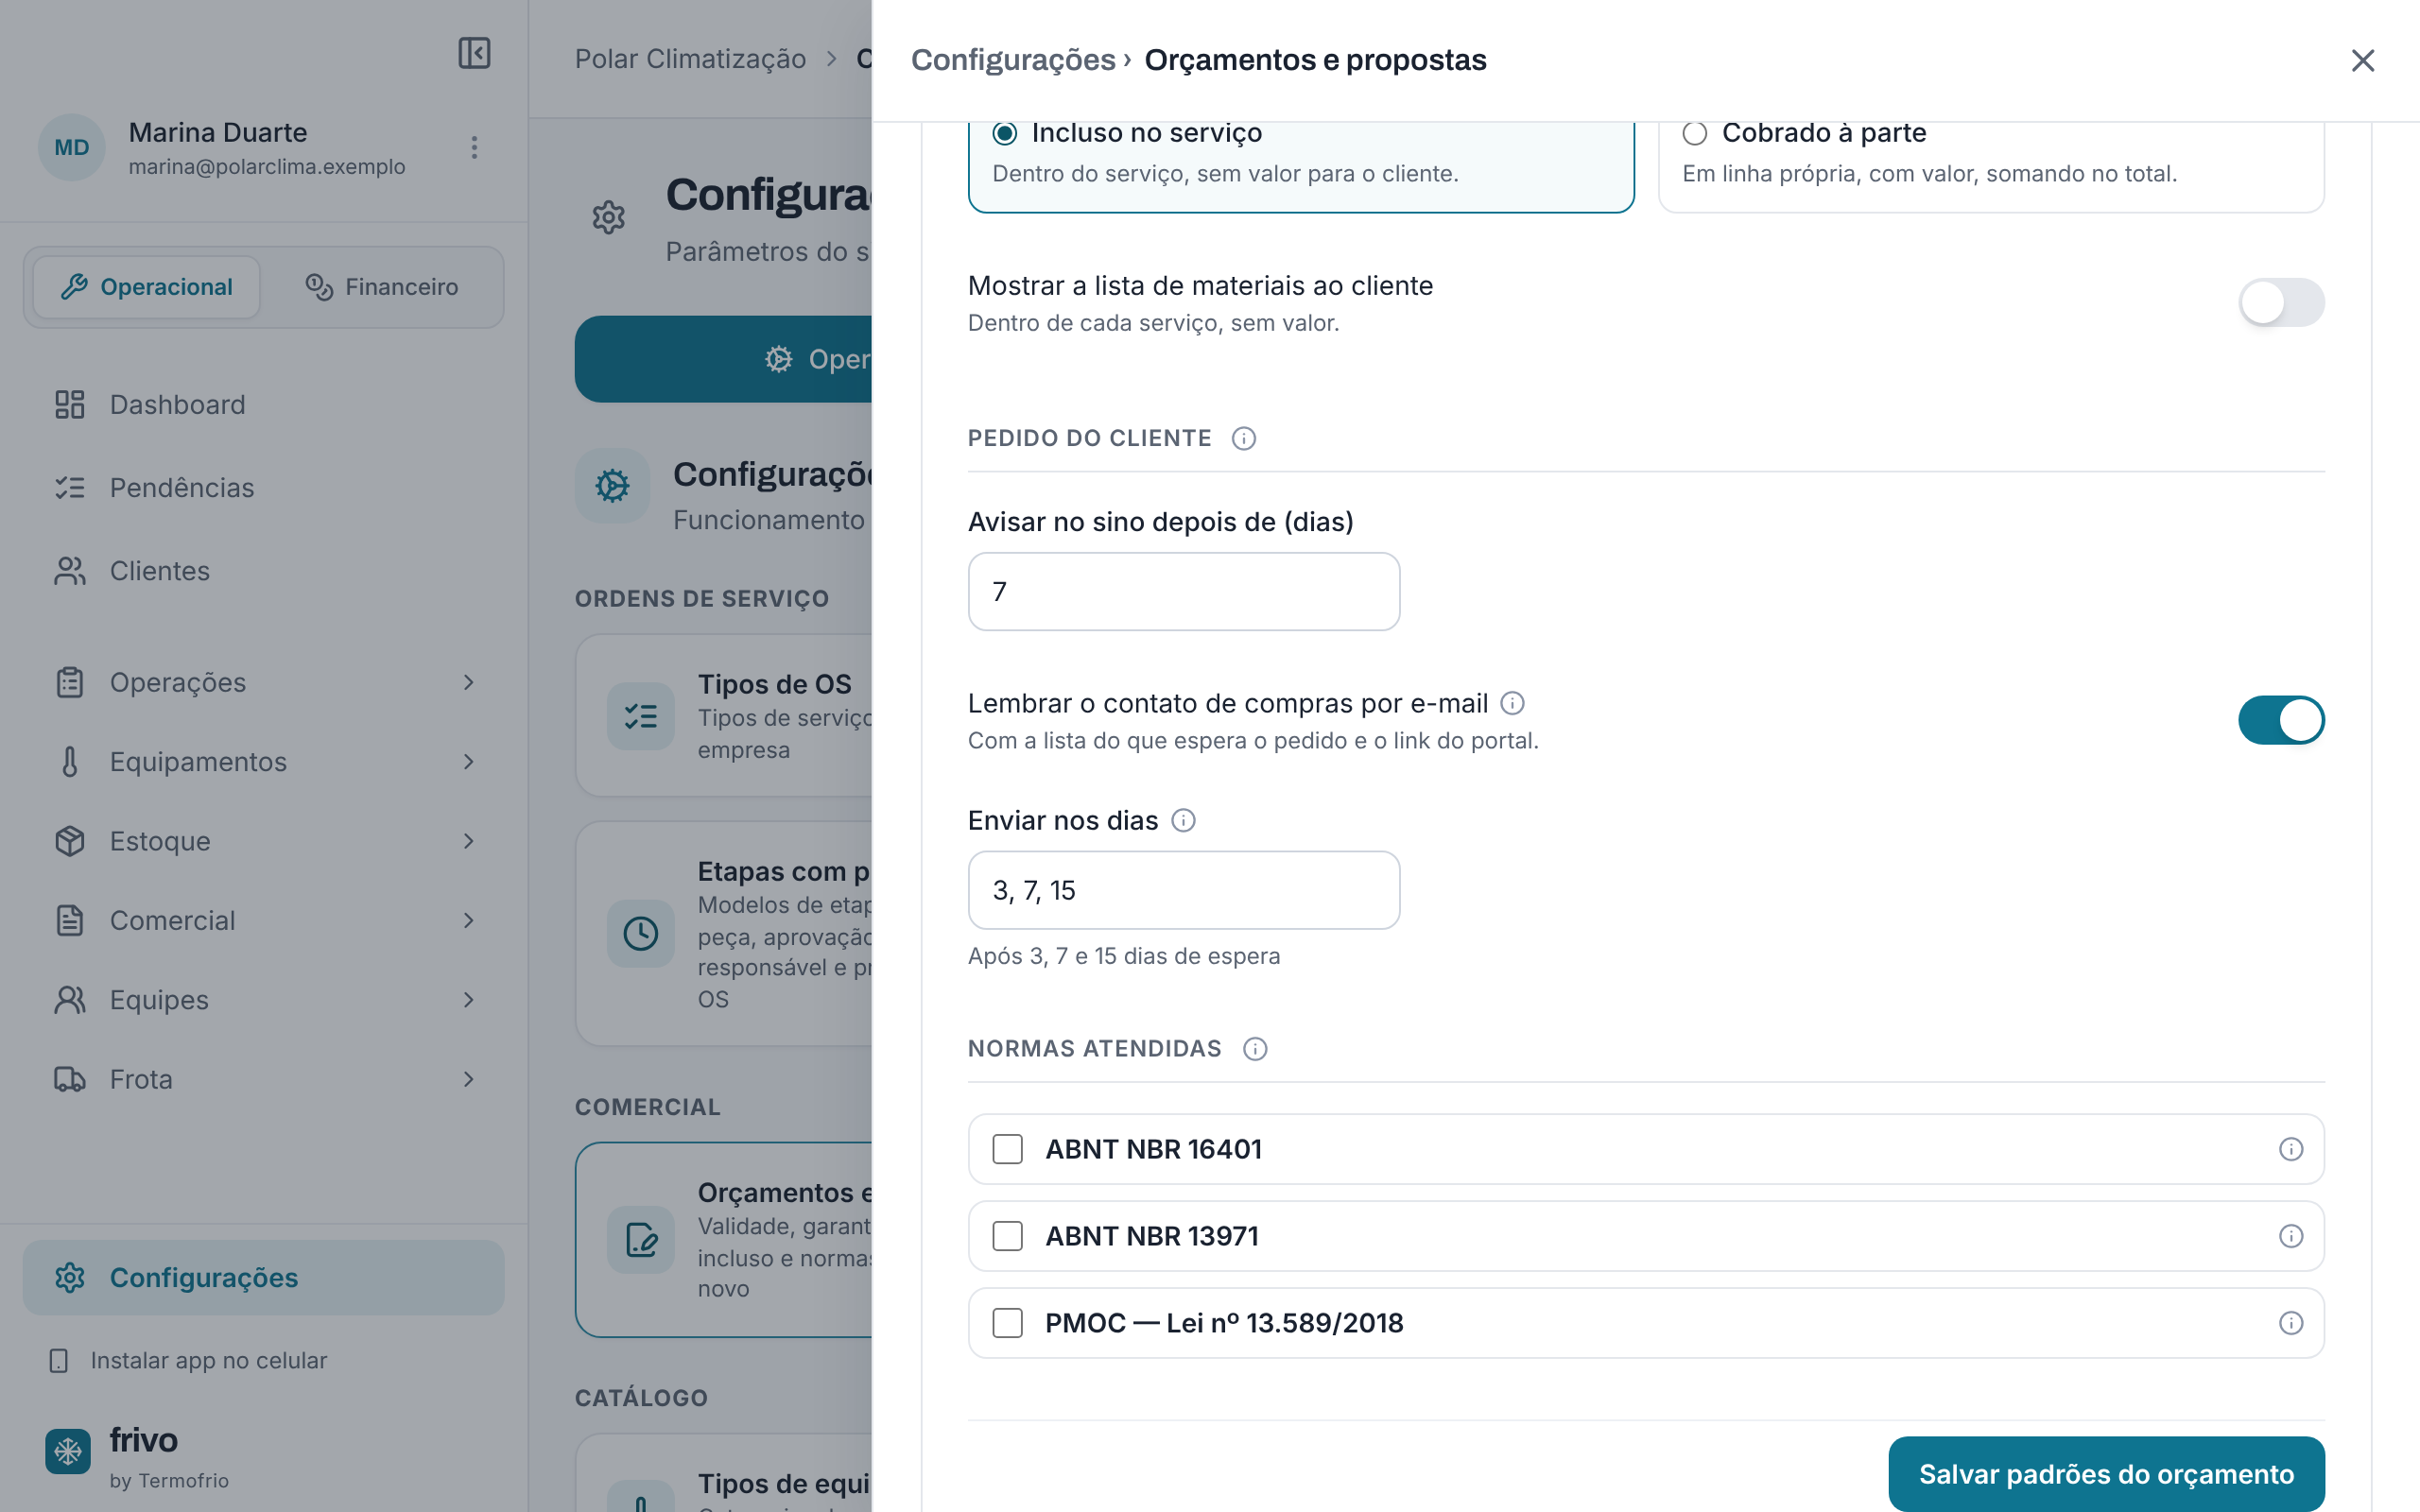 MD
Marina Duarte
marina@polarclima.exemplo
Operacional
Financeiro
Dashboard
Pendências
Clientes
Operações
Equipamentos
Estoque
Comercial
Equipes
Frota
Configurações
Instalar app no celular
frivo
by Termofrio
Polar Climatização
Parâmetros do s
Funcionamento
ORDENS DE SERVIÇO
Tipos de OS
Tipos de serviço
empresa
Etapas com p
Modelos de etap
peça, aprovação
responsável e pr
OS
COMERCIAL
Orçamentos e
Validade, garant
incluso e normas
novo
CATÁLOGO
Tipos de equi
Configurações › Orçamentos e propostas
Incluso no serviço
Dentro do serviço, sem valor para o cliente.
Cobrado à parte
Em linha própria, com valor, somando no total.
Mostrar a lista de materiais ao cliente
Dentro de cada serviço, sem valor.
PEDIDO DO CLIENTE
Avisar no sino depois de (dias)
7
Lembrar o contato de compras por e-mail
Com a lista do que espera o pedido e o link do portal.
Enviar nos dias
3, 7, 15
Após 3, 7 e 15 dias de espera
NORMAS ATENDIDAS
ABNT NBR 16401
ABNT NBR 13971
PMOC — Lei nº 13.589/2018
Salvar padrões do orçamento